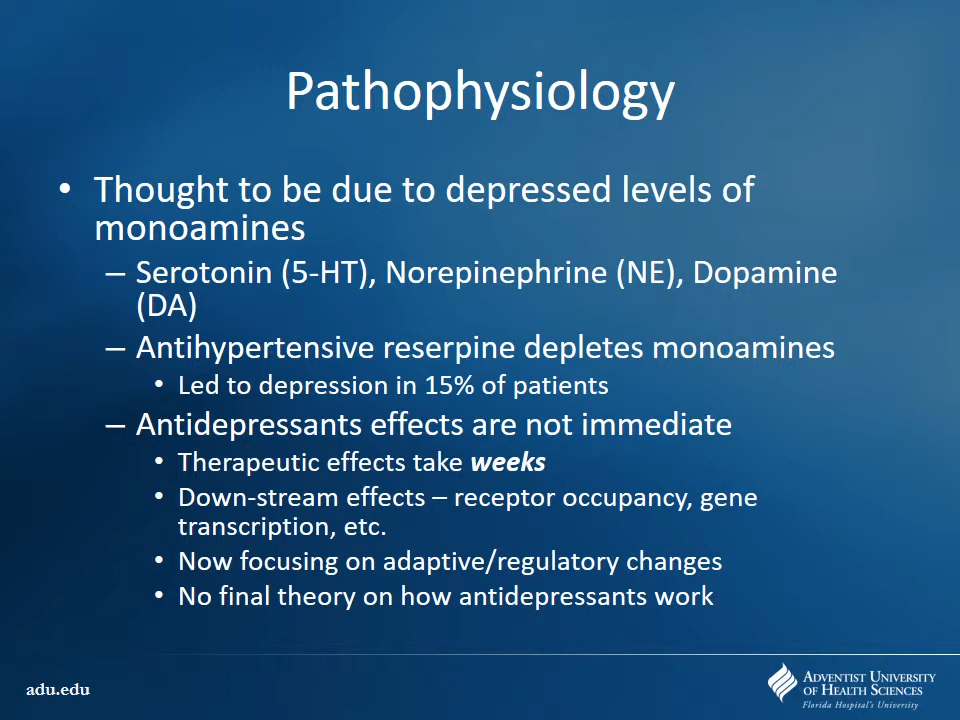 Pathophysiology
• Thought to be due to depressed levels of
monoamines
– Serotonin (5-HT), Norepinephrine (NE), Dopamine
(DA)
– Antihypertensive reserpine depletes monoamines
• Led to depression in 15% of patients
– Antidepressants effects are not immediate
• Therapeutic effects take weeks
• Down-stream effects – receptor occupancy, gene
transcription, etc.
• Now focusing on adaptive/regulatory changes
• No final theory on how antidepressants work
adu.edu
ADVENTIST UNIVERSITY
OF HEALTH SCIENCES
Florida Hospital's University